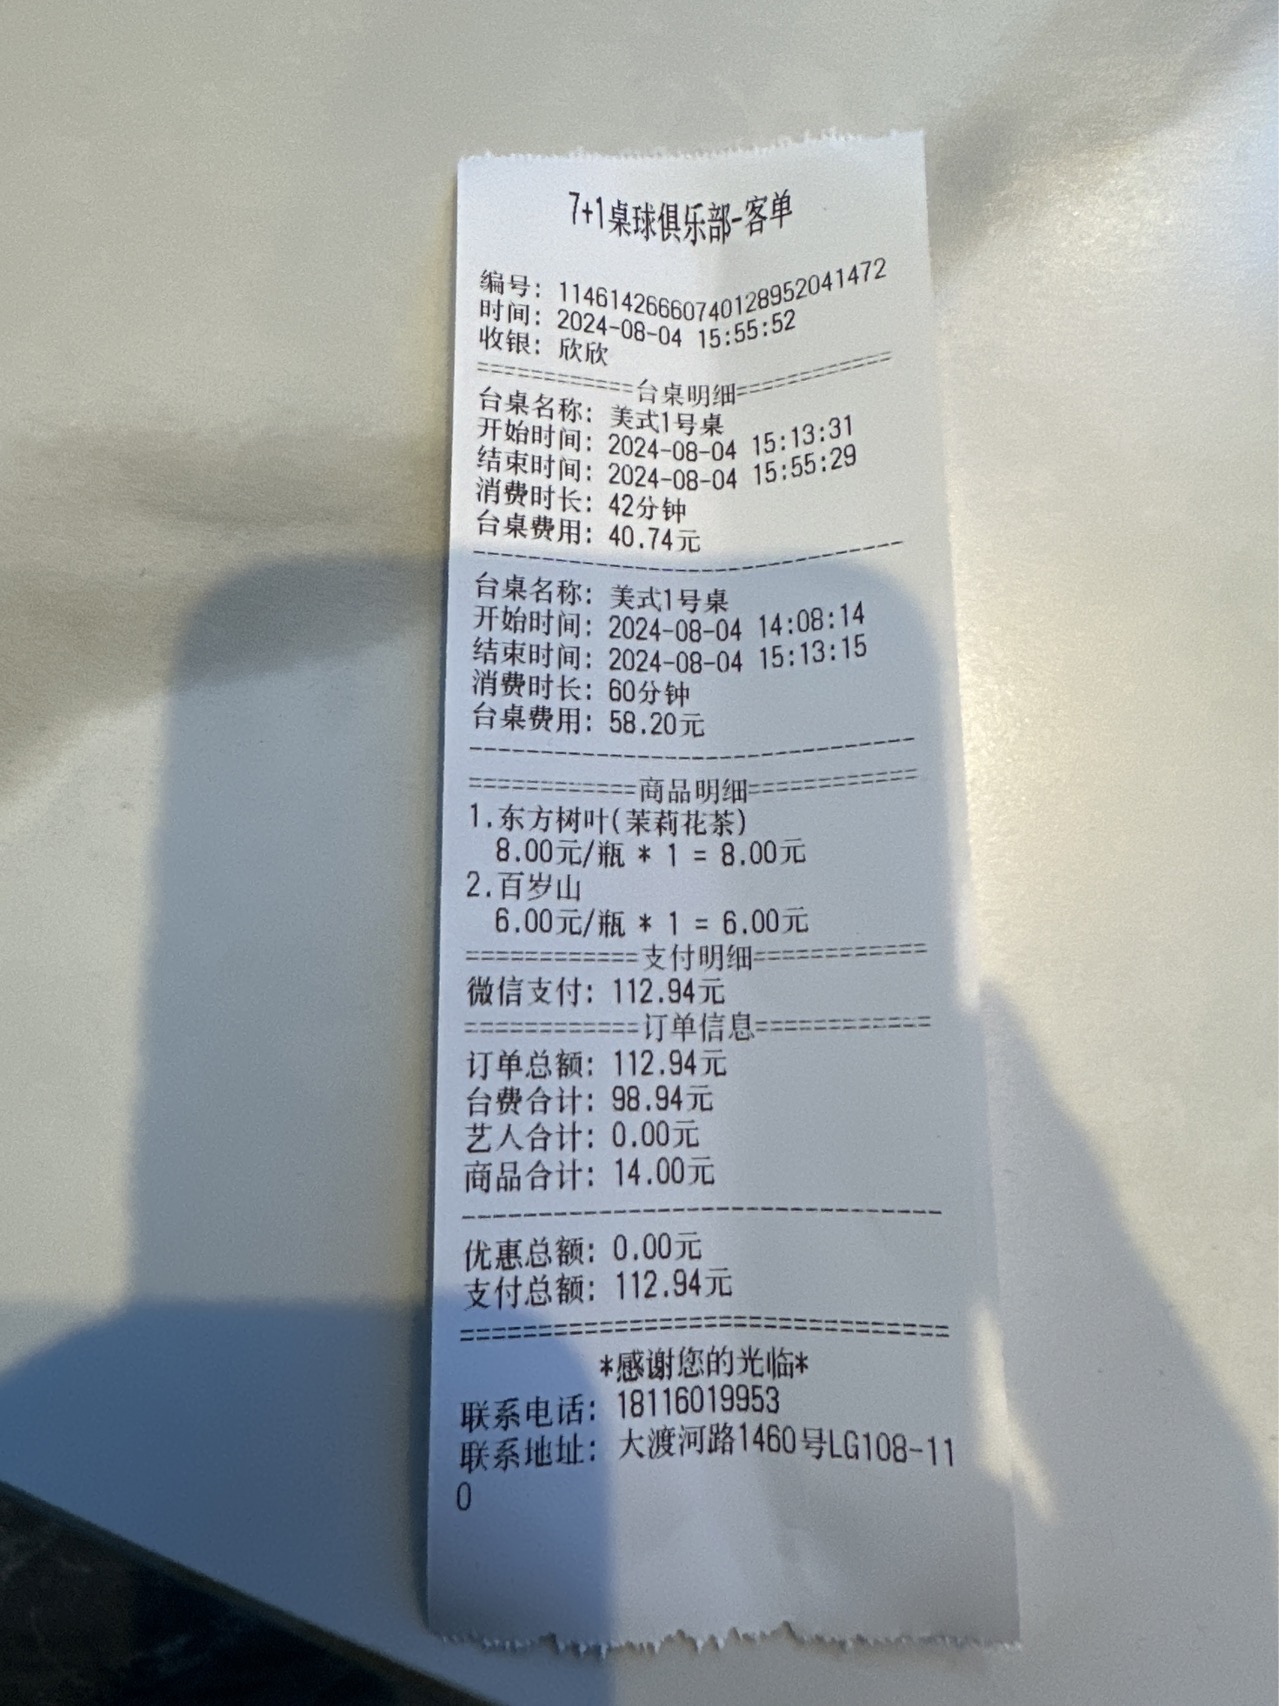 7+1桌球俱乐部-客单
编号: 1146142666074012895204​1472
时间: 2024-08-04 15:55:52
收银: 欣欣
===========台桌明细===========
台桌名称: 美式1号桌
开始时间: 2024-08-04 15:13:31
结束时间: 2024-08-04 15:55:29
消费时长: 42分钟
台桌费用: 40.74元
--------------------------------
台桌名称: 美式1号桌
开始时间: 2024-08-04 14:08:14
结束时间: 2024-08-04 15:13:15
消费时长: 60分钟
台桌费用: 58.20元
--------------------------------
===========商品明细===========
1.东方树叶(茉莉花茶)
8.00元/瓶 * 1 = 8.00元
2.百岁山
6.00元/瓶 * 1 = 6.00元
===========支付明细===========
微信支付: 112.94元
===========订单信息===========
订单总额: 112.94元
台费合计: 98.94元
艺人合计: 0.00元
商品合计: 14.00元
--------------------------------
优惠总额: 0.00元
支付总额: 112.94元
================================
*感谢您的光临*
联系电话: 18116019953
联系地址: 大渡河路1460号LG108-11
0